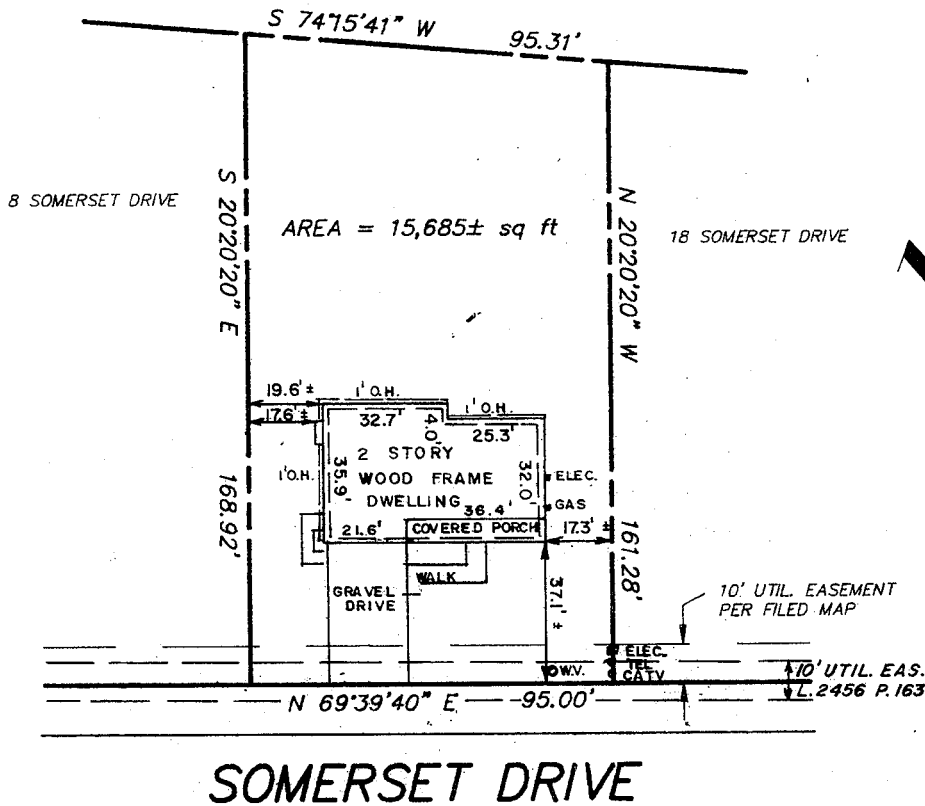 S 74°15'41" W 95.31'
8 SOMERSET DRIVE
S 20°20'20" E
168.92'
AREA = 15,685± sq ft
N 20°20'20" W
161.28'
18 SOMERSET DRIVE
19.6'±
17.6'±
1' O.H.
32.7'
4.0'
1' O.H.
25.3'
1' O.H.
35.9'
2 STORY
WOOD FRAME
DWELLING
32.0'
ELEC.
GAS
36.4'
21.6'
COVERED PORCH
17.3'±
WALK
GRAVEL
DRIVE
37.1'±
10' UTIL. EASEMENT
PER FILED MAP
ELEC.
TEL
CATV
W.V.
10' UTIL. EAS.
L. 2456 P. 163
N 69°39'40" E 95.00'
SOMERSET DRIVE